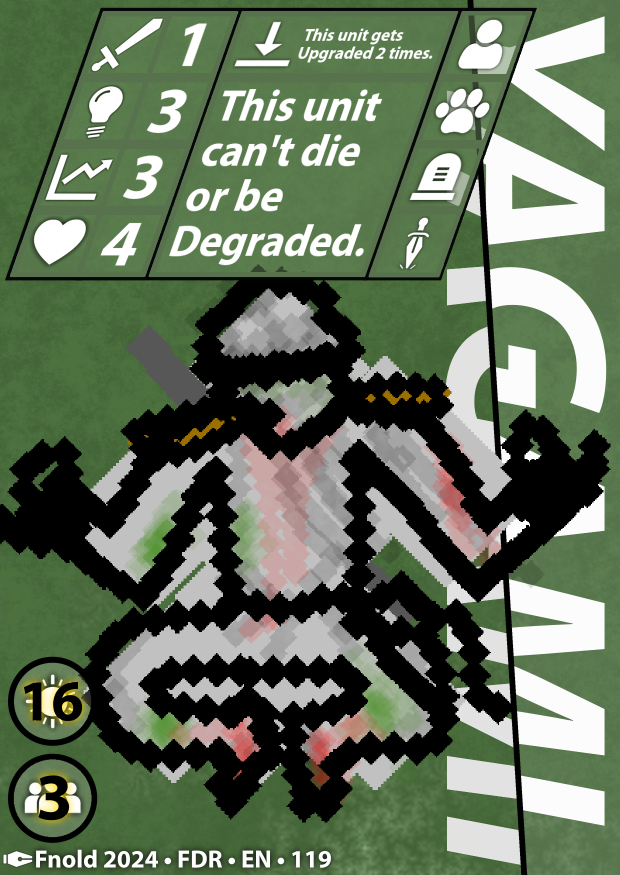 1
3
3
4
This unit gets
Upgraded 2 times.
This unit
can't die
or be
Degraded.
VAGAMI
16
3
Fnold 2024 • FDR • EN • 119